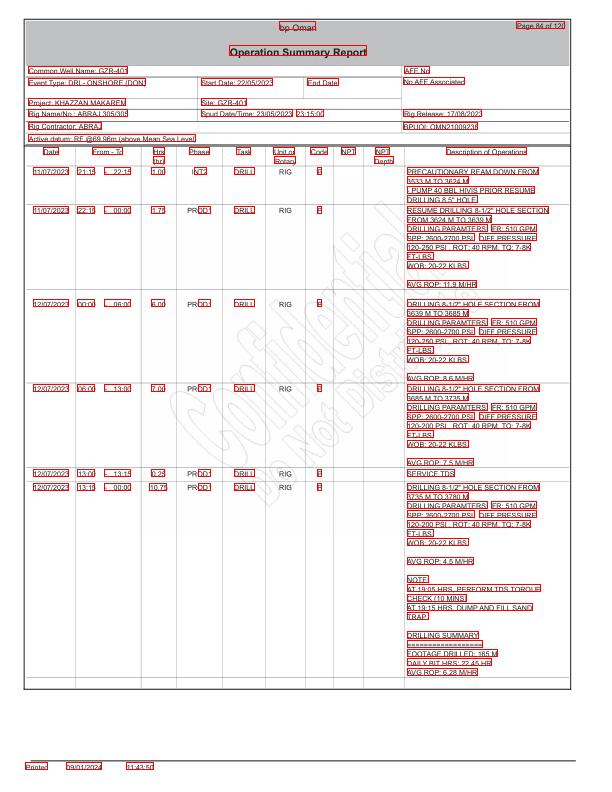 bp Oman
Page 84 of 120
Operation Summary Report
Common Well Name: GZR-401
AFE No
Event Type: DRL- ONSHORE (DON)
Start Date: 22/05/2023
End Date:
No AFE Associated
Project: KHAZZAN MAKAREM
Site: GZR-401
Rig Name/No.: ABRAJ 305/305
Spud Date/Time: 23/05/2023 23:15:00
Rig Release: 17/08/2023
Rig Contractor: ABRAJ
BPUOI: OMN21009236
Active datum: RF @69.96m (above Mean Sea Level)
Date From - To Hrs (hr) Phase Task Unit or Rotary Code NPT NPT Depth Description of Operations
11/07/2023 21:15 - 22:15 1.00 INT2 DRILL RIG P PRECAUTIONARY REAM DOWN FROM
3533 M TO 3624 M
- PUMP 40 BBL HIVIS PRIOR RESUME
DRILLING 8.5" HOLE
11/07/2023 22:15 - 00:00 1.75 PROD1 DRILL RIG P RESUME DRILLING 8-1/2" HOLE SECTION
FROM 3624 M TO 3639 M
DRILLING PARAMTERS: FR: 510 GPM
SPP: 2600-2700 PSI, DIFF.PRESSURE
120-250 PSI, ROT: 40 RPM, TQ: 7-8K
FT-LBS
WOB: 20-22 KLBS
AVG ROP: 11.9 M/HR
12/07/2023 00:00 - 06:00 6.00 PROD1 DRILL RIG P DRILLING 8-1/2" HOLE SECTION FROM
3639 M TO 3685 M
DRILLING PARAMTERS: FR: 510 GPM
SPP: 2600-2700 PSI, DIFF.PRESSURE
120-250 PSI, ROT: 40 RPM, TQ: 7-8K
FT-LBS
WOB: 20-22 KLBS
AVG ROP: 8.6 M/HR
12/07/2023 06:00 - 13:00 7.00 PROD1 DRILL RIG P DRILLING 8-1/2" HOLE SECTION FROM
3685 M TO 3735 M
DRILLING PARAMTERS: FR: 510 GPM
SPP: 2600-2700 PSI, DIFF.PRESSURE
120-200 PSI, ROT: 40 RPM, TQ: 7-8K
FT-LBS
WOB: 20-22 KLBS
AVG ROP: 7.5 M/HR
12/07/2023 13:00 - 13:15 0.25 PROD1 DRILL RIG P SERVICE TDS
12/07/2023 13:15 - 00:00 10.75 PROD1 DRILL RIG P DRILLING 8-1/2" HOLE SECTION FROM
3735 M TO 3780 M
DRILLING PARAMTERS: FR: 510 GPM
SPP: 2600-2700 PSI, DIFF.PRESSURE
120-200 PSI, ROT: 40 RPM, TQ: 7-8K
FT-LBS
WOB: 20-22 KLBS
AVG ROP: 4.5 M/HR
NOTE:
AT 19:05 HRS, PERFORM TDS TORQUE
CHECK (10 MINS)
AT 19:15 HRS, DUMP AND FILL SAND
TRAP
DRILLING SUMMARY
==================
FOOTAGE DRILLED: 165 M
DAILY BIT HRS: 22.45 HR
AVG ROP: 6.28 M/HR
Confidential
Do Not Distribute
Printed 09/01/2024 11:43:50